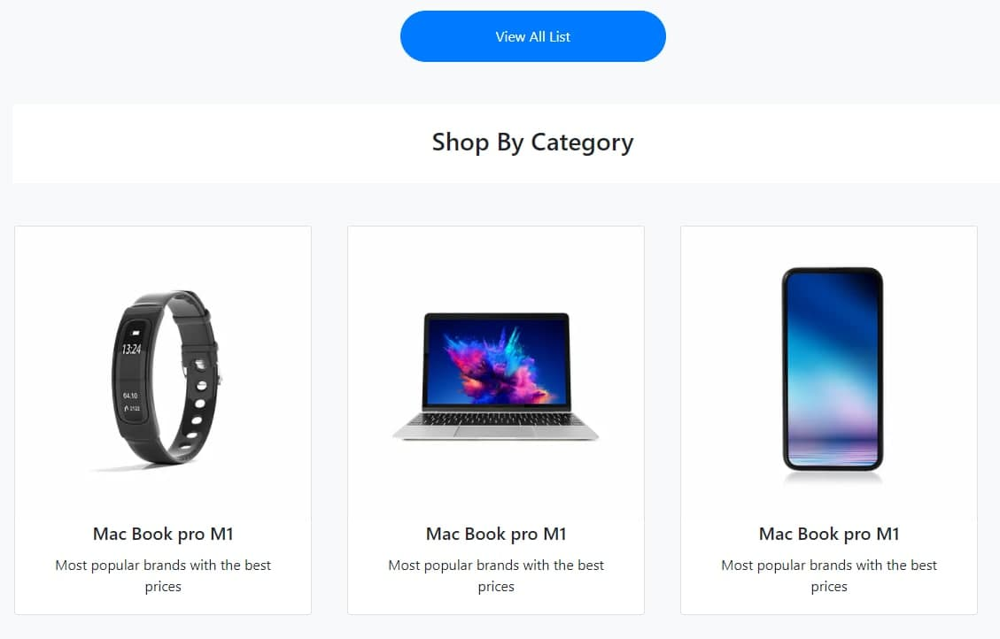 View All List
Shop By Category
13:24
04.10
2122
Mac Book pro M1
Most popular brands with the best
prices
Mac Book pro M1
Most popular brands with the best
prices
Mac Book pro M1
Most popular brands with the best
prices